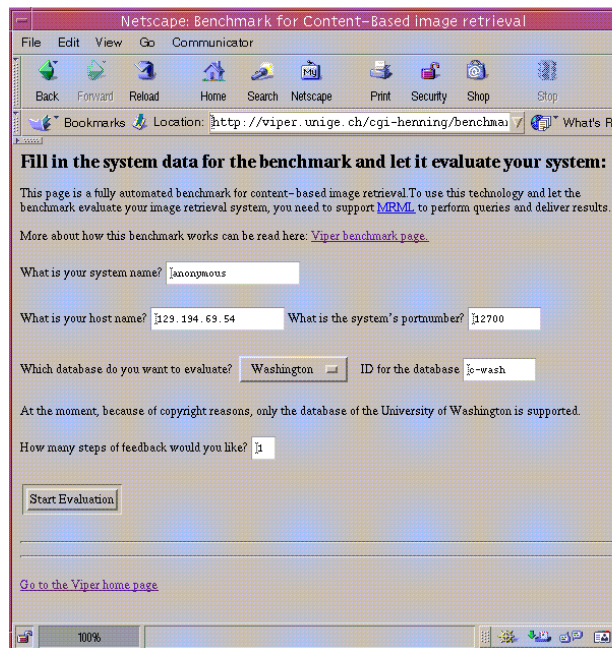 Netscape: Benchmark for Content-Based image retrieval
File Edit View Go Communicator
Back Forward Reload Home Search Netscape Print Security Shop Stop
Bookmarks Location: http://viper.unige.ch/cgi-henning/benchmar What's R
Fill in the system data for the benchmark and let it evaluate your system:
This page is a fully automated benchmark for content-based image retrieval.To use this technology and let the
benchmark evaluate your image retrieval system, you need to support MRML to perform queries and deliver results.
More about how this benchmark works can be read here: Viper benchmark page.
What is your system name? anonymous
What is your host name? 129.194.69.54 What is the system's portnumber? 12700
Which database do you want to evaluate? Washington ID for the database c-wash
At the moment, because of copyright reasons, only the database of the University of Washington is supported.
How many steps of feedback would you like? 1
Start Evaluation
Go to the Viper home page
100%